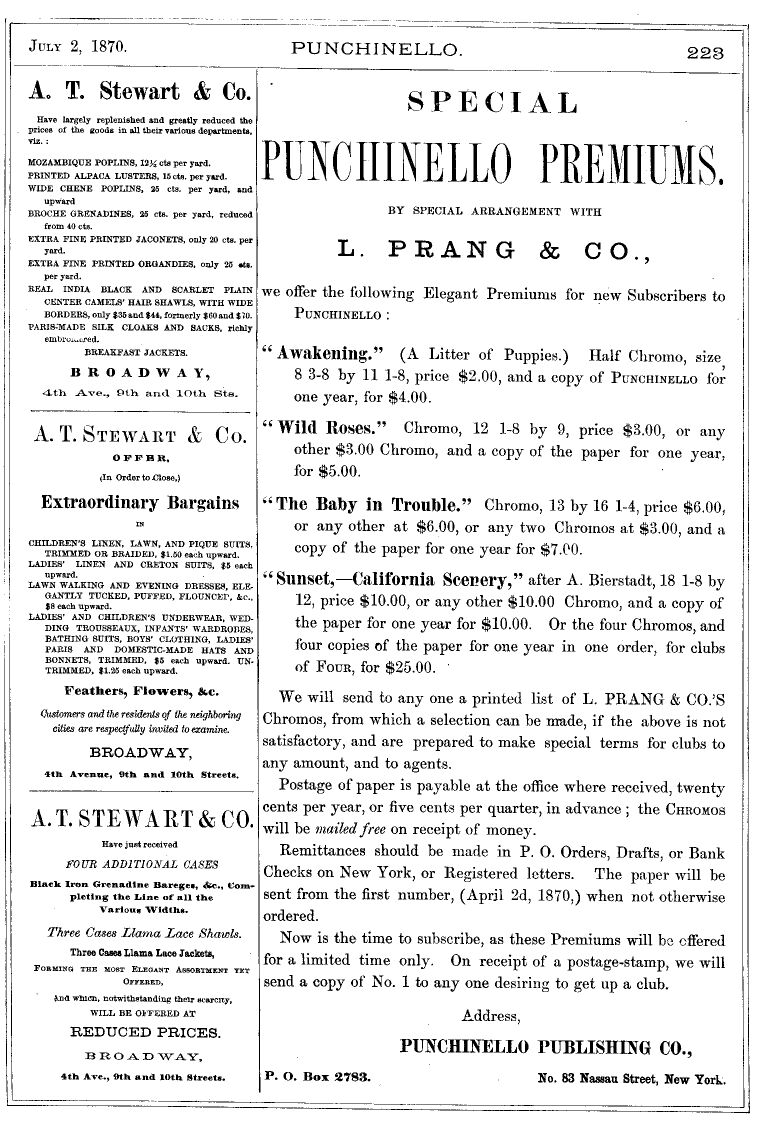 JULY 2, 1870.
PUNCHINELLO.
223
A. T. Stewart & Co.
Have largely replenished and greatly reduced the
prices of the goods in all their various departments,
viz. :
MOZAMBIQUE POPLINS, 12½ cts per yard.
PRINTED ALPACA LUSTERS, 15 cts. per yard.
WIDE CHENE POPLINS, 25 cts. per yard, and
upward
BROCHE GRENADINES, 25 cts. per yard, reduced
from 40 cts.
EXTRA FINE PRINTED JACONETS, only 20 cts. per
yard.
EXTRA FINE PRINTED ORGANDIES, only 25 cts.
per yard.
REAL INDIA BLACK AND SCARLET PLAIN
CENTER CAMELS' HAIR SHAWLS, WITH WIDE
BORDERS, only $35 and $44, formerly $60 and $70.
PARIS-MADE SILK CLOAKS AND SACKS, richly
embroidered.
BREAKFAST JACKETS.
BROADWAY,
4th Ave., 9th and 10th Sts.
A. T. STEWART & CO.
OFFER,
(In Order to Close,)
Extraordinary Bargains
IN
CHILDREN'S LINEN, LAWN, AND PIQUE SUITS,
TRIMMED OR BRAIDED, $1.50 each upward.
LADIES' LINEN AND CRETON SUITS, $5 each
upward.
LAWN WALKING AND EVENING DRESSES, ELE-
GANTLY TUCKED, PUFFED, FLOUNCED, &c.,
$8 each upward.
LADIES' AND CHILDREN'S UNDERWEAR, WED-
DING TROUSSEAUX, INFANTS' WARDROBES,
BATHING SUITS, BOYS' CLOTHING, LADIES'
PARIS AND DOMESTIC-MADE HATS AND
BONNETS, TRIMMED, $5 each upward. UN-
TRIMMED, $1.25 each upward.
Feathers, Flowers, &c.
Customers and the residents of the neighboring
cities are respectfully invited to examine.
BROADWAY,
4th Avenue, 9th and 10th Streets.
A. T. STEWART & CO.
Have just received
FOUR ADDITIONAL CASES
Black Iron Grenadine Bareges, &c., Com-
pleting the Line of all the
Various Widths.
Three Cases Llama Lace Shawls.
Three Cases Llama Lace Jackets,
FORMING THE MOST ELEGANT ASSORTMENT YET
OFFERED,
And which, notwithstanding their scarcity,
WILL BE OFFERED AT
REDUCED PRICES.
BROADWAY,
4th Ave., 9th and 10th Streets.
SPECIAL
PUNCHINELLO PREMIUMS.
BY SPECIAL ARRANGEMENT WITH
L. PRANG & CO.,
we offer the following Elegant Premiums for new Subscribers to
PUNCHINELLO :
"Awakening." (A Litter of Puppies.) Half Chromo, size,
8 3-8 by 11 1-8, price $2.00, and a copy of PUNCHINELLO for
one year, for $4.00.
"Wild Roses." Chromo, 12 1-8 by 9, price $3.00, or any
other $3.00 Chromo, and a copy of the paper for one year,
for $5.00.
"The Baby in Trouble." Chromo, 13 by 16 1-4, price $6.00,
or any other at $6.00, or any two Chromos at $3.00, and a
copy of the paper for one year for $7.00.
"Sunset,—California Scenery," after A. Bierstadt, 18 1-8 by
12, price $10.00, or any other $10.00 Chromo, and a copy of
the paper for one year for $10.00. Or the four Chromos, and
four copies of the paper for one year in one order, for clubs
of FOUR, for $25.00.
We will send to any one a printed list of L. PRANG & CO.'S
Chromos, from which a selection can be made, if the above is not
satisfactory, and are prepared to make special terms for clubs to
any amount, and to agents.
Postage of paper is payable at the office where received, twenty
cents per year, or five cents per quarter, in advance ; the CHROMOS
will be mailed free on receipt of money.
Remittances should be made in P. O. Orders, Drafts, or Bank
Checks on New York, or Registered letters. The paper will be
sent from the first number, (April 2d, 1870,) when not otherwise
ordered.
Now is the time to subscribe, as these Premiums will be offered
for a limited time only. On receipt of a postage-stamp, we will
send a copy of No. 1 to any one desiring to get up a club.
Address,
PUNCHINELLO PUBLISHING CO.,
P. O. Box 2783.
No. 83 Nassau Street, New York.